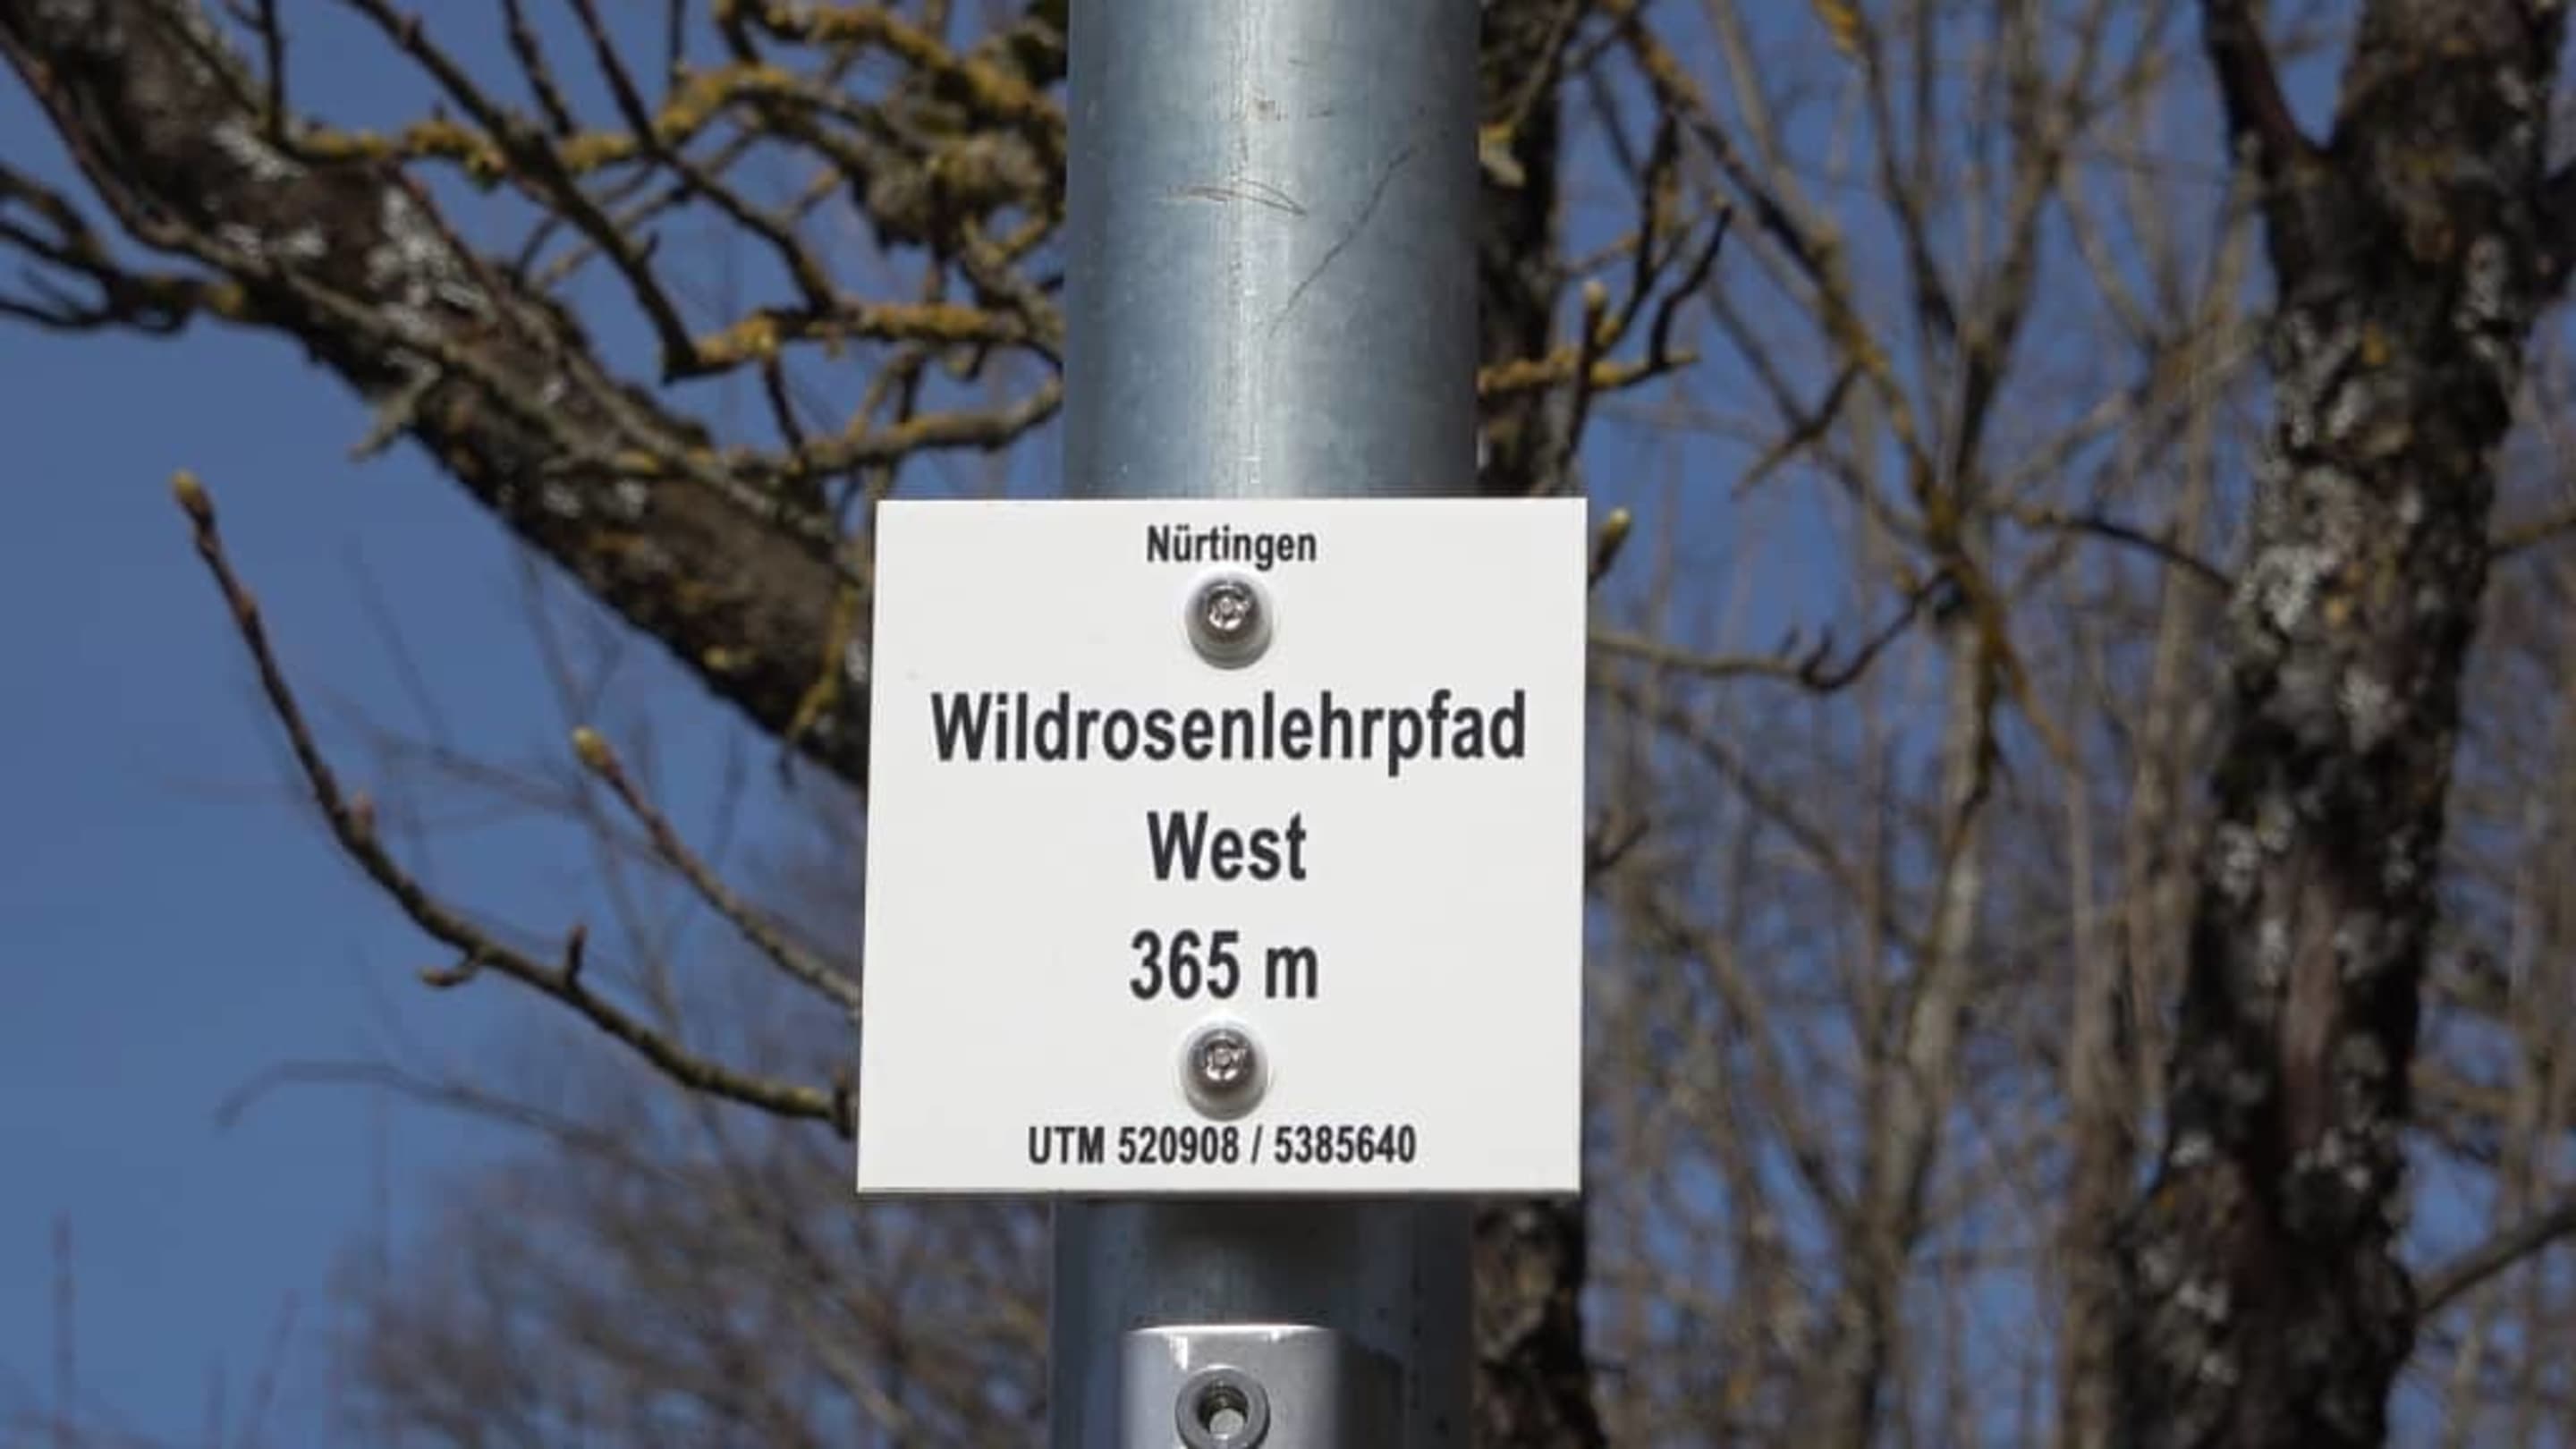 Nürtingen
Wildrosenlehrpfad
West
365 m
UTM 520908 / 5385640